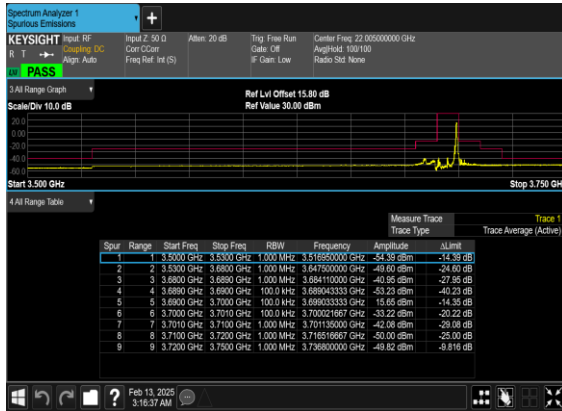 Spectrum Analyzer 1
Spurious Emissions
KEYSIGHT Input: RF Input Z: 50 Ω Atten: 20 dB Trig: Free Run Center Freq: 22.005000000 GHz
R T Coupling: DC Corr CCorr Gate: Off Avg|Hold: 100/100
Align: Auto Freq Ref: Int (S) IF Gain: Low Radio Std: None
PASS
3 All Range Graph
Ref Lvl Offset 15.80 dB
Scale/Div 10.0 dB Ref Value 30.00 dBm
20.0
0.00
-20.0
-40.0
-60.0
Start 3.500 GHz Stop 3.750 GH
4 All Range Table
Measure Trace Trace 1
Trace Type Trace Average (Active)
Spur Range Start Freq Stop Freq RBW Frequency Amplitude ΔLimit
1 1 3.5000 GHz 3.5300 GHz 1.000 MHz 3.516950000 GHz -54.39 dBm -14.39 dB
2 2 3.5300 GHz 3.6800 GHz 1.000 MHz 3.647500000 GHz -49.60 dBm -24.60 dB
3 3 3.6800 GHz 3.6890 GHz 1.000 MHz 3.684110000 GHz -40.95 dBm -27.95 dB
4 4 3.6890 GHz 3.6900 GHz 100.0 kHz 3.689043333 GHz -53.23 dBm -40.23 dB
5 5 3.6900 GHz 3.7000 GHz 100.0 kHz 3.699033333 GHz 15.65 dBm -14.35 dB
6 6 3.7000 GHz 3.7010 GHz 100.0 kHz 3.700021667 GHz -33.22 dBm -20.22 dB
7 7 3.7010 GHz 3.7100 GHz 1.000 MHz 3.701135000 GHz -42.08 dBm -29.08 dB
8 8 3.7100 GHz 3.7200 GHz 1.000 MHz 3.716516667 GHz -50.00 dBm -25.00 dB
9 9 3.7200 GHz 3.7500 GHz 1.000 MHz 3.736800000 GHz -49.82 dBm -9.816 dB
Feb 13, 2025
3:16:37 AM